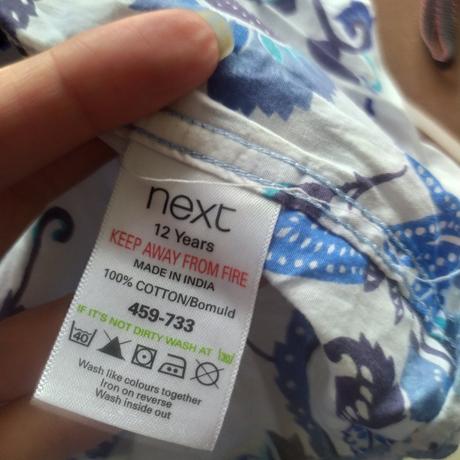 next
12 Years
KEEP AWAY FROM FIRE
MADE IN INDIA
100% COTTON/Bomuld
459-733
IF IT'S NOT DIRTY WASH AT 30
40
Wash like colours together
Iron on reverse
Wash inside out